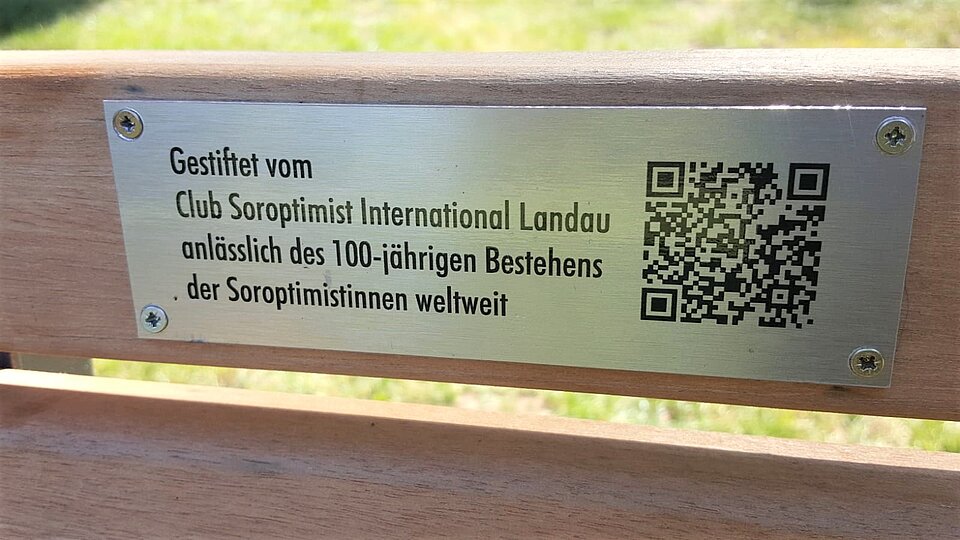 Gestiftet vom
Club Soroptimist International Landau
anlässlich des 100-jährigen Bestehens
der Soroptimistinnen weltweit